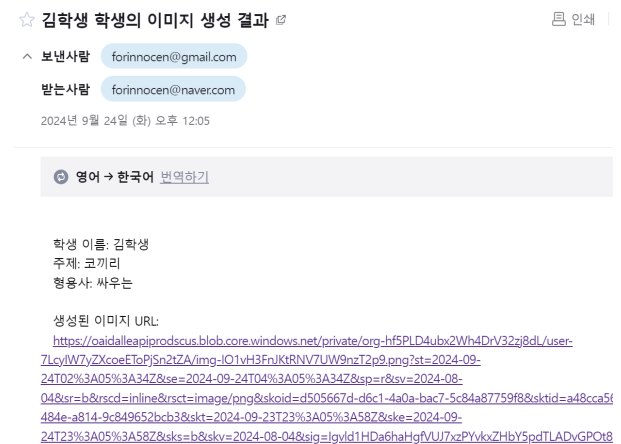 김학생 학생의 이미지 생성 결과
인쇄
보낸사람 forinnocen@gmail.com
받는사람 forinnocen@naver.com
2024년 9월 24일 (화) 오후 12:05
영어 → 한국어 번역하기
학생 이름: 김학생
주제: 코끼리
형용사: 싸우는
생성된 이미지 URL:
https://oaidalleapiprodscus.blob.core.windows.net/private/org-hf5PLD4ubx2Wh4DrV32zj8dL/user-
7LcyIW7yZXcoeEToPjSn2tZA/img-IO1vH3FnJKtRNV7UW9nzT2p9.png?st=2024-09-
24T02%3A05%3A34Z&se=2024-09-24T04%3A05%3A34Z&sp=r&sv=2024-08-
04&sr=b&rscd=inline&rsct=image/png&skoid=d505667d-d6c1-4a0a-bac7-5c84a87759f8&sktid=a48cca56
484e-a814-9c849652bcb3&skt=2024-09-23T23%3A05%3A58Z&ske=2024-09-
24T23%3A05%3A58Z&sks=b&skv=2024-08-04&sig=Igvld1HDa6haHgfVUJ7xzPYvkxZHbY5pdTLADvGPOt8